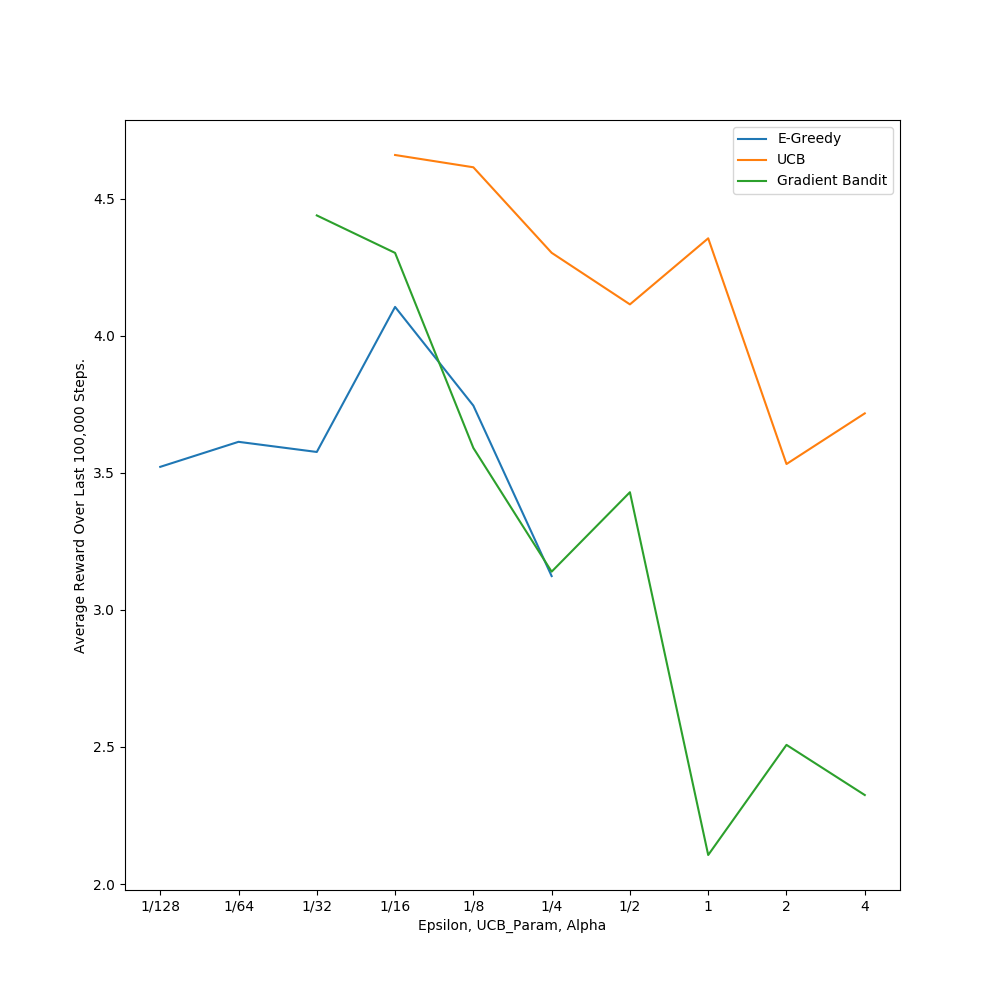 E-Greedy
UCB
Gradient Bandit
Average Reward Over Last 100,000 Steps.
4.5
4.0
3.5
3.0
2.5
2.0
1/128 1/64 1/32 1/16 1/8 1/4 1/2 1 2 4
Epsilon, UCB_Param, Alpha